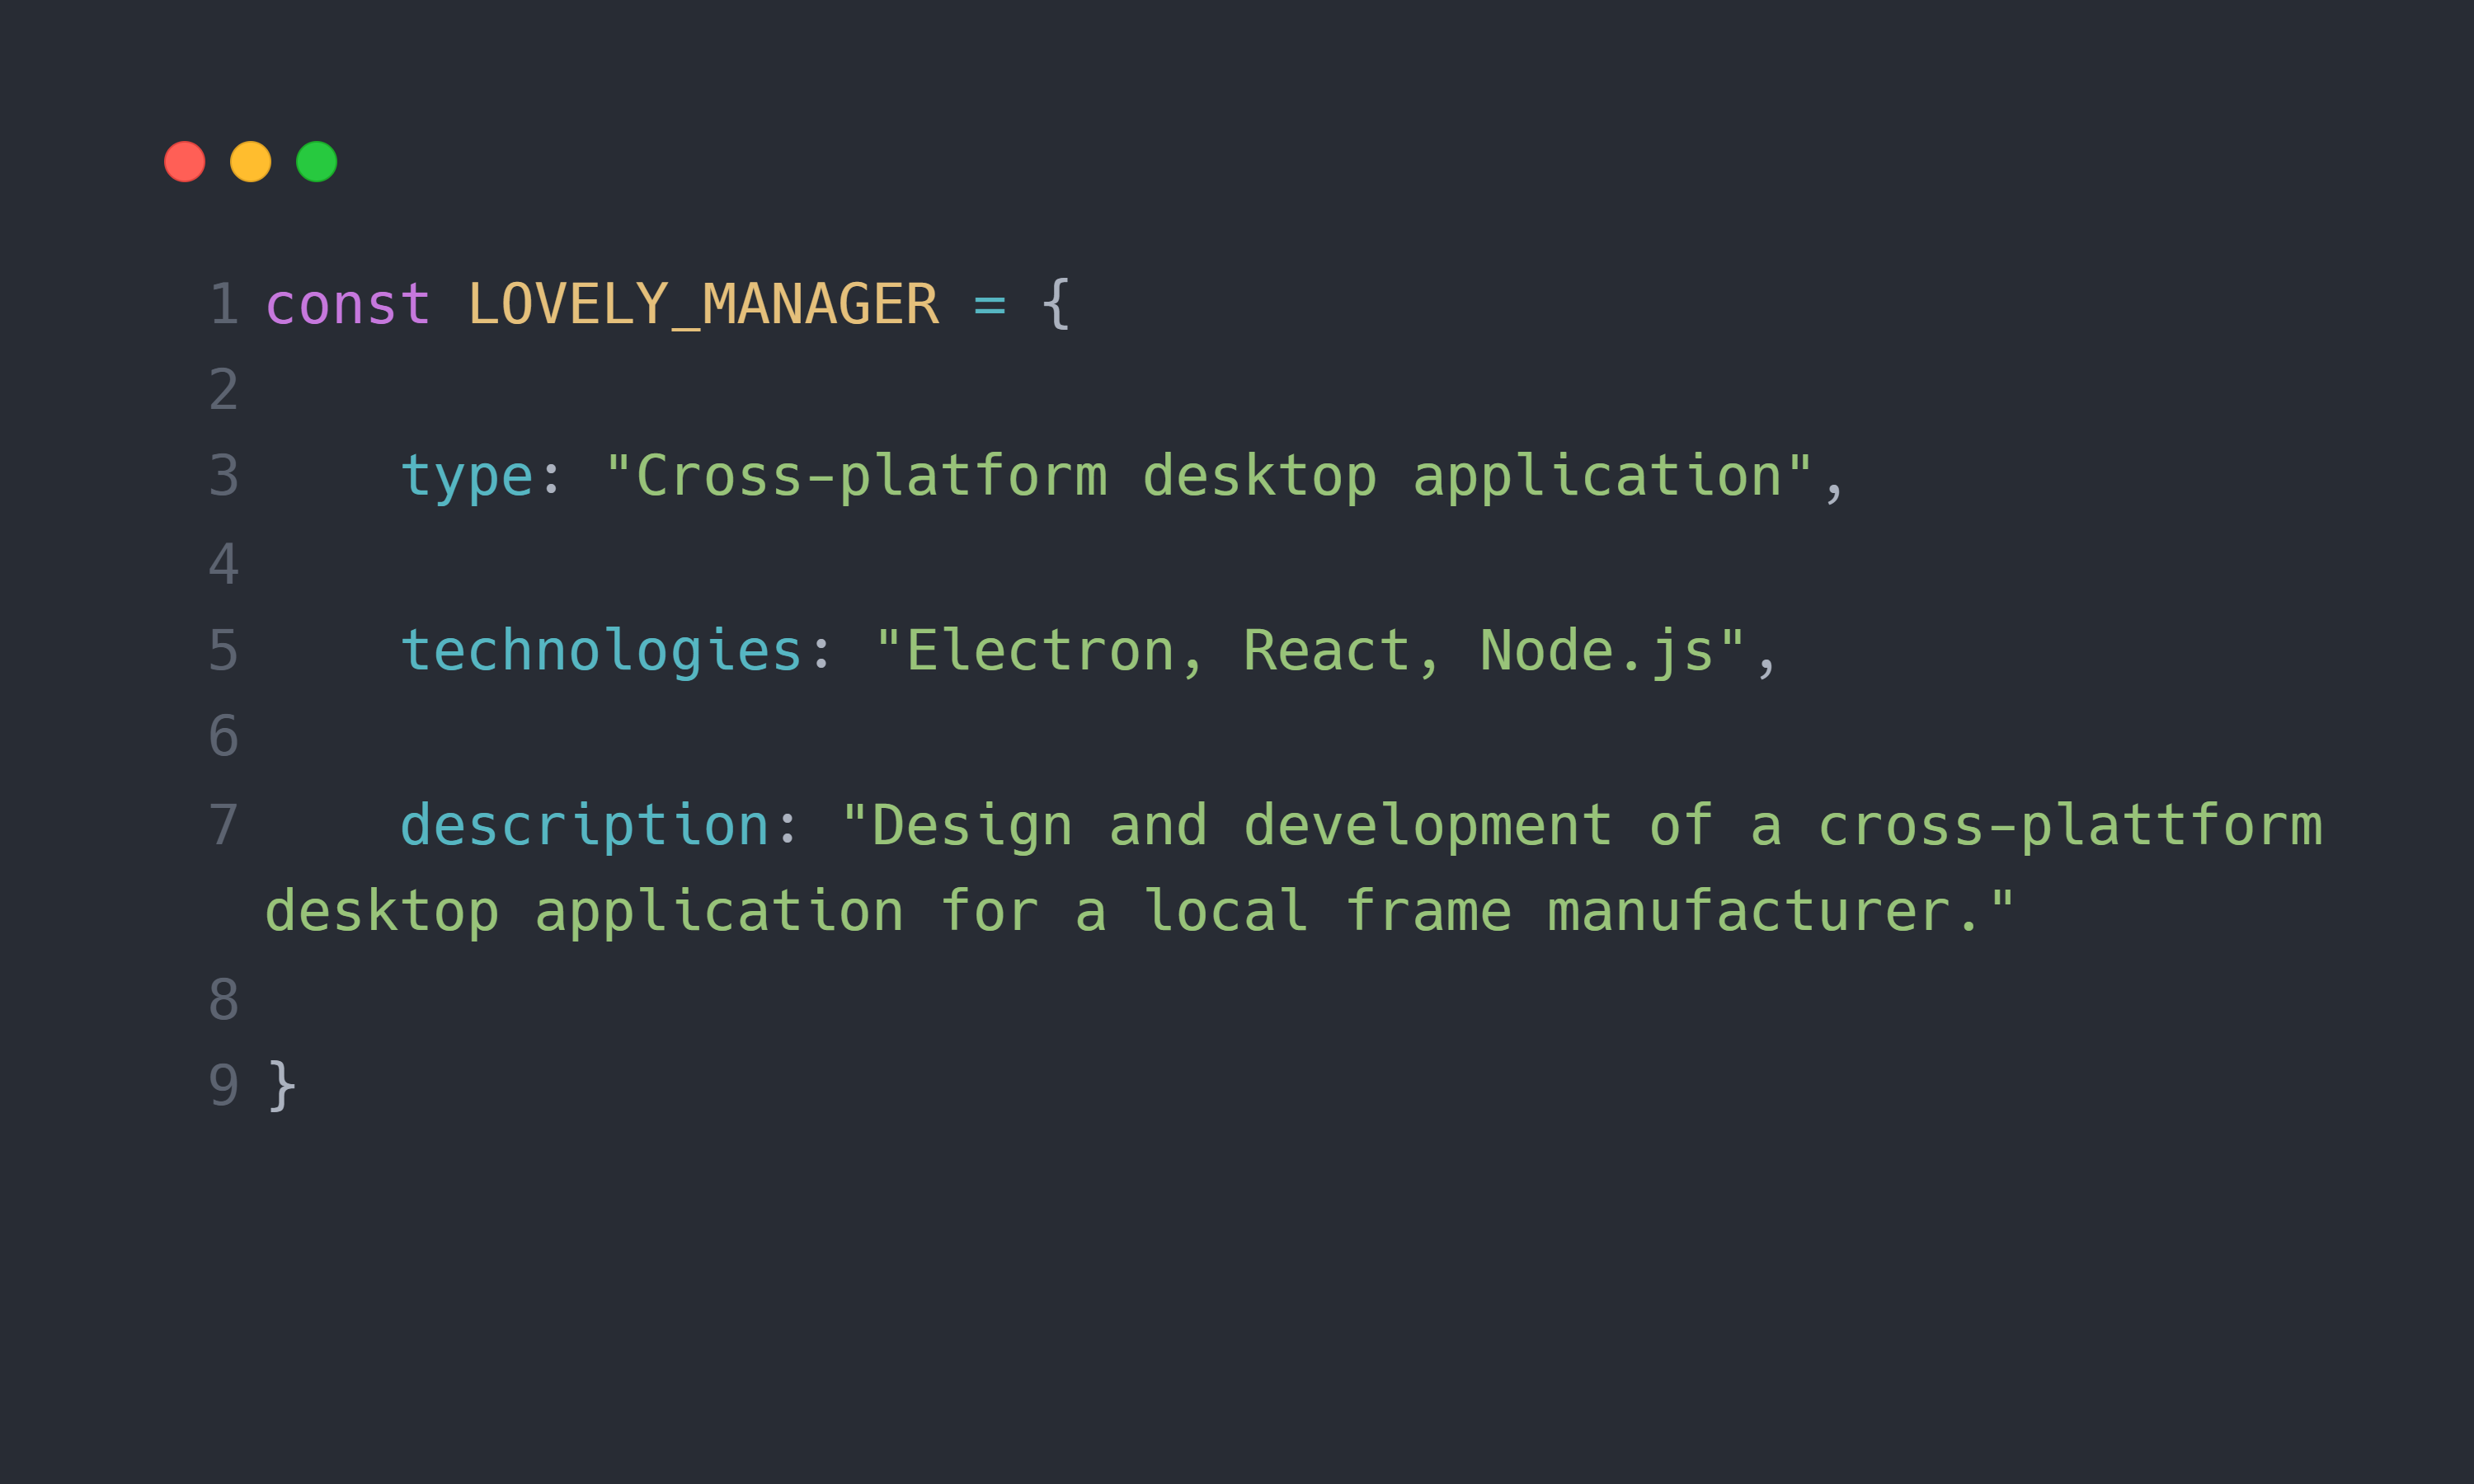 1 const LOVELY_MANAGER = {
2
3     type: "Cross-platform desktop application",
4
5     technologies: "Electron, React, Node.js",
6
7     description: "Design and development of a cross-plattform
desktop application for a local frame manufacturer."
8
9 }